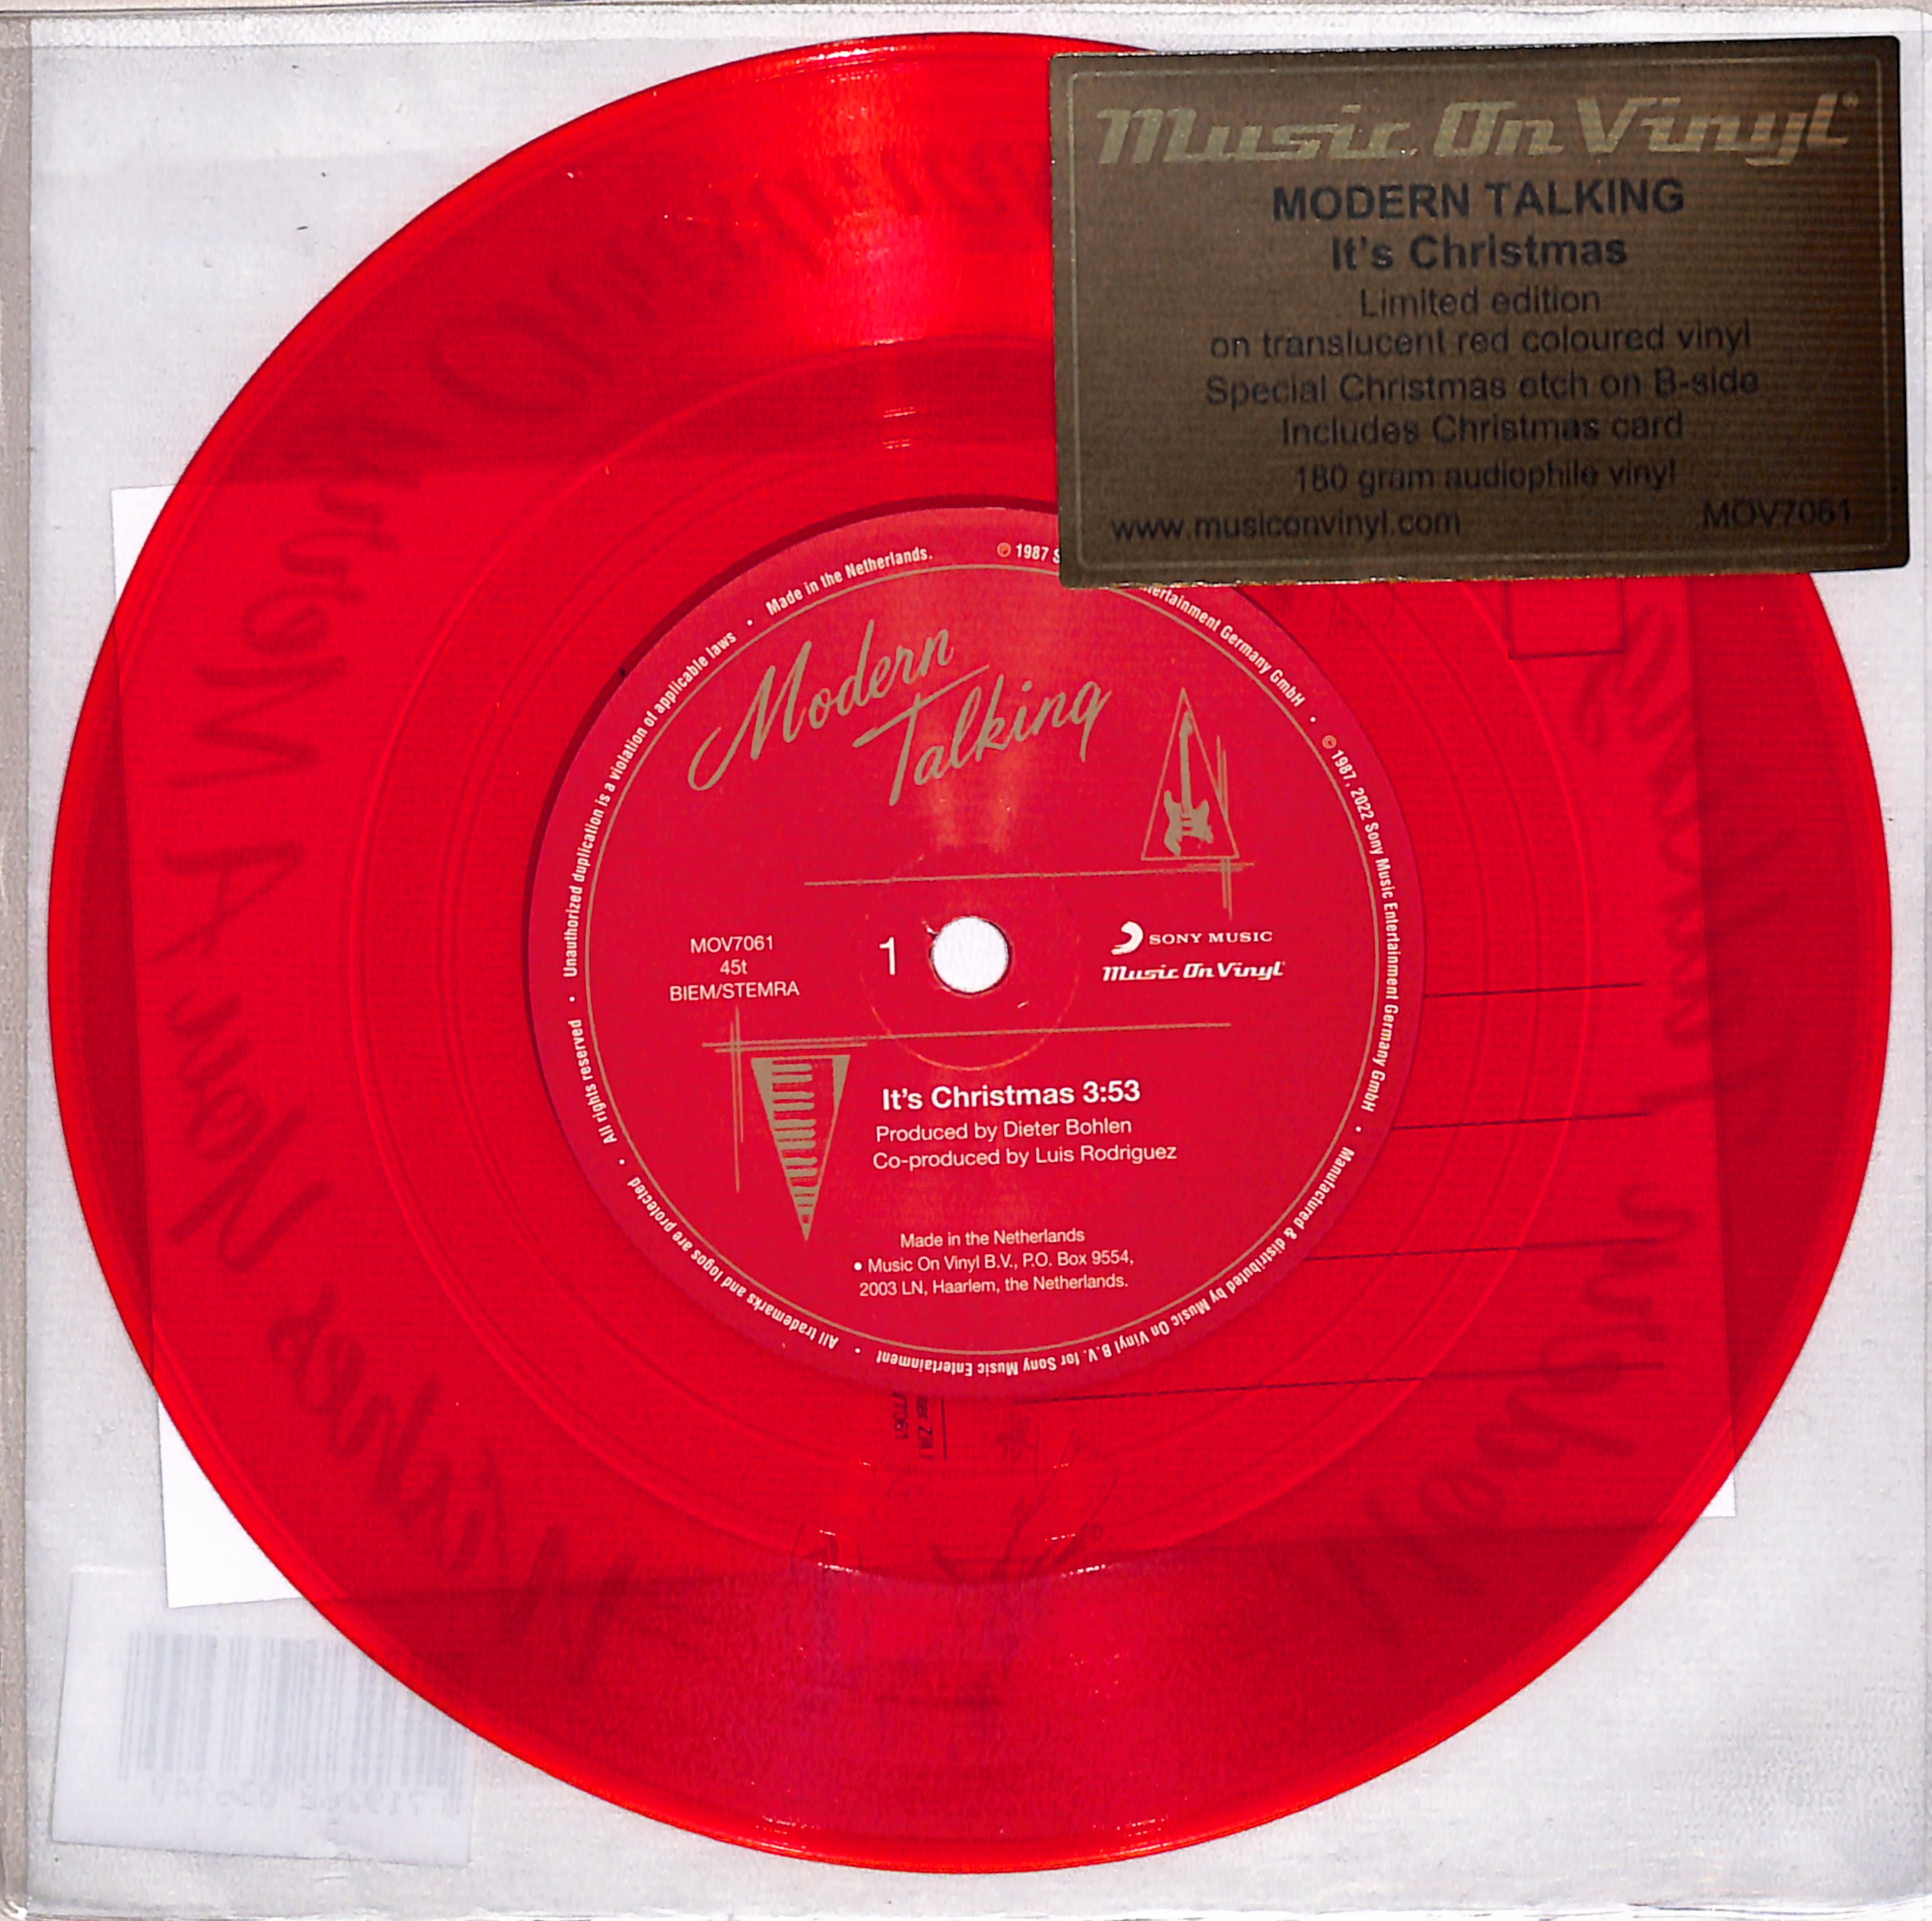 Music On Vinyl®
MODERN TALKING
It's Christmas
Limited edition
on translucent red coloured vinyl
Special Christmas etch on B-side
Includes Christmas card
180 gram audiophile vinyl
www.musiconvinyl.com
MOV7061
℗ 1987 S
ertainment Germany GmbH • © 1987, 2022 Sony Music Entertainment Germany GmbH • Manufactured & distributed by Music On Vinyl B.V. for Sony Music Entertainment • All trademarks and logos are protected • All rights reserved • Unauthorized duplication is a violation of applicable laws • Made in the Netherlands.
Modern
Talking
MOV7061
45t
BIEM/STEMRA
1
SONY MUSIC
Music On Vinyl®
It's Christmas 3:53
Produced by Dieter Bohlen
Co-produced by Luis Rodriguez
Made in the Netherlands
• Music On Vinyl B.V., P.O. Box 9554,
2003 LN, Haarlem, the Netherlands.